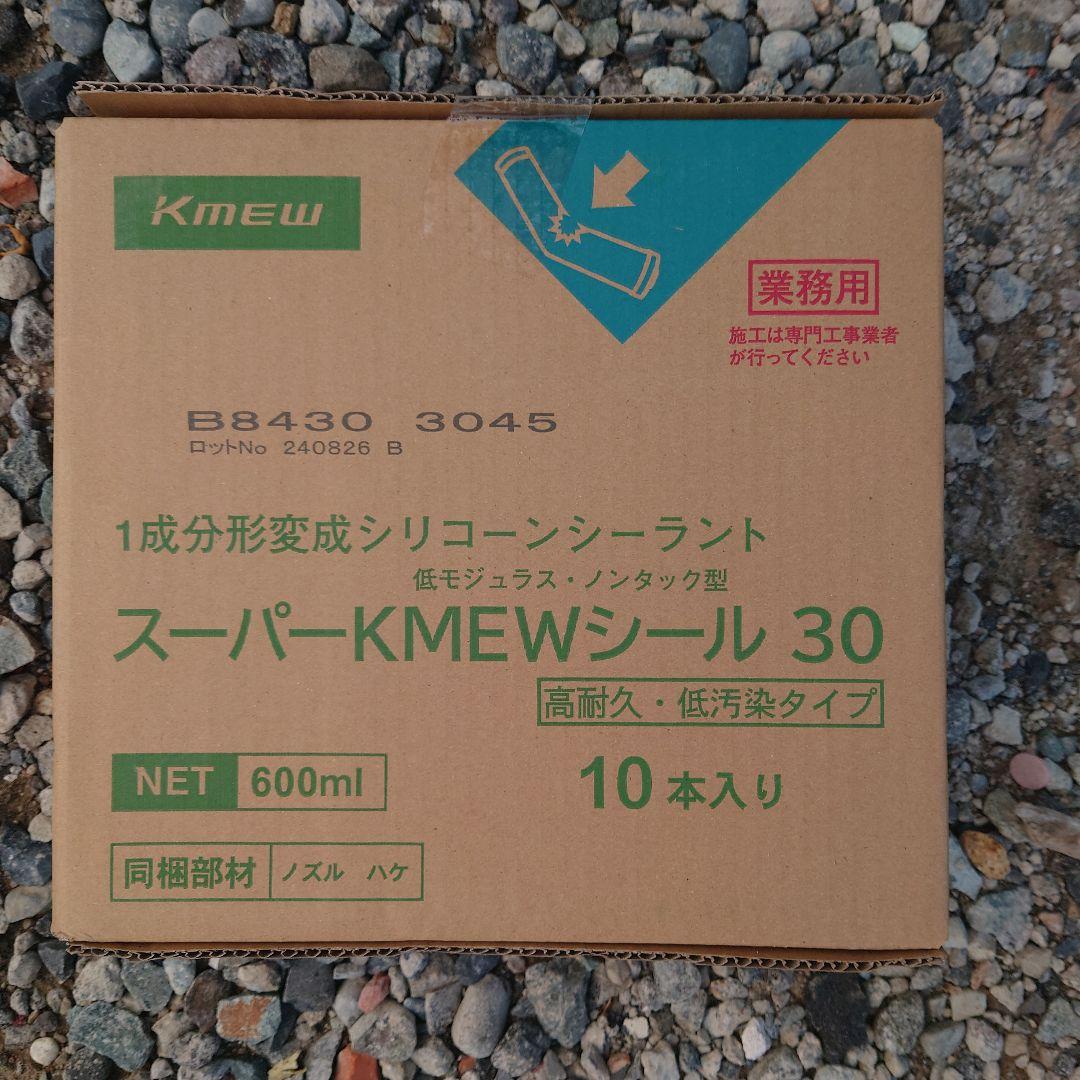 KMEW
業務用
施工は専門工事業者
が行ってください
B8430 3045
ロットNo 240826 B
1成分形変成シリコーンシーラント
低モジュラス・ノンタック型
スーパーKMEWシール 30
高耐久・低汚染タイプ
NET 600ml
10本入り
同梱部材 ノズル ハケ